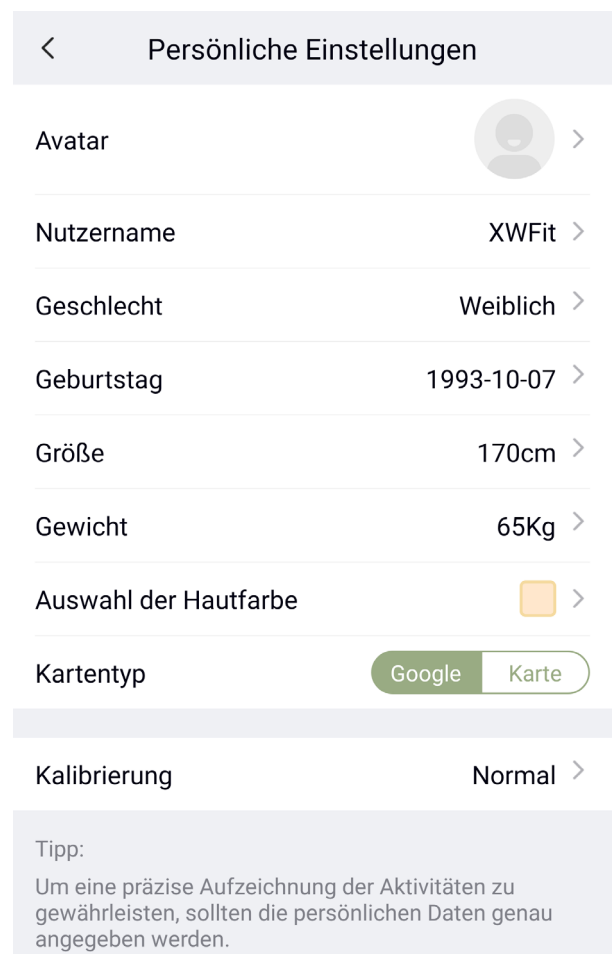 Persönliche Einstellungen
Avatar
Nutzername XWFit
Geschlecht Weiblich
Geburtstag 1993-10-07
Größe 170cm
Gewicht 65Kg
Auswahl der Hautfarbe
Kartentyp Google Karte
Kalibrierung Normal
Tipp:
Um eine präzise Aufzeichnung der Aktivitäten zu
gewährleisten, sollten die persönlichen Daten genau
angegeben werden.